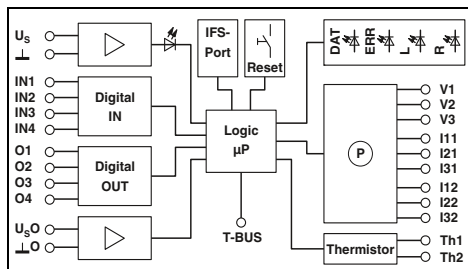 US
⊥
IN1
IN2
IN3
IN4
O1
O2
O3
O4
USO
⊥O
Digital
IN
Digital
OUT
IFS-
Port
Reset
Logic
µP
T-BUS
DAT
ERR
L
R
P
V1
V2
V3
I11
I21
I31
I12
I22
I32
Thermistor
Th1
Th2